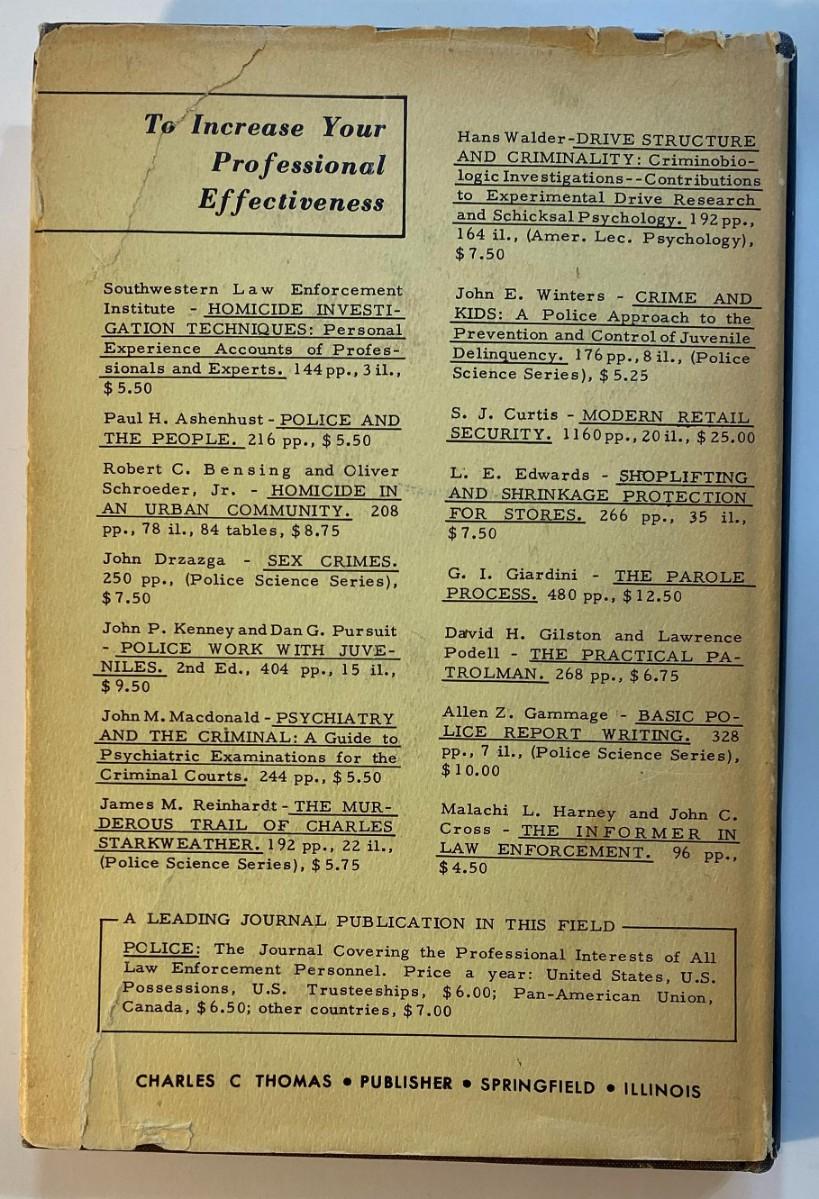 To Increase Your
Professional
Effectiveness
Southwestern Law Enforcement
Institute - HOMICIDE INVESTI-
GATION TECHNIQUES: Personal
Experience Accounts of Profes-
sionals and Experts. 144 pp., 3 il.,
$ 5.50
Paul H. Ashenhust - POLICE AND
THE PEOPLE. 216 pp., $ 5.50
Robert C. Bensing and Oliver
Schroeder, Jr. - HOMICIDE IN
AN URBAN COMMUNITY. 208
pp., 78 il., 84 tables, $ 8.75
John Drzazga - SEX CRIMES.
250 pp., (Police Science Series),
$ 7.50
John P. Kenney and Dan G. Pursuit
- POLICE WORK WITH JUVE-
NILES. 2nd Ed., 404 pp., 15 il.,
$ 9.50
John M. Macdonald - PSYCHIATRY
AND THE CRIMINAL: A Guide to
Psychiatric Examinations for the
Criminal Courts. 244 pp., $ 5.50
James M. Reinhardt - THE MUR-
DEROUS TRAIL OF CHARLES
STARKWEATHER. 192 pp., 22 il.,
(Police Science Series), $ 5.75
Hans Walder - DRIVE STRUCTURE
AND CRIMINALITY: Criminobio-
logic Investigations--Contributions
to Experimental Drive Research
and Schicksal Psychology. 192 pp.,
164 il., (Amer. Lec. Psychology),
$ 7.50
John E. Winters - CRIME AND
KIDS: A Police Approach to the
Prevention and Control of Juvenile
Delinquency. 176 pp., 8 il., (Police
Science Series), $ 5.25
S. J. Curtis - MODERN RETAIL
SECURITY. 1160 pp., 20 il., $ 25.00
L. E. Edwards - SHOPLIFTING
AND SHRINKAGE PROTECTION
FOR STORES. 266 pp., 35 il.,
$ 7.50
G. I. Giardini - THE PAROLE
PROCESS. 480 pp., $ 12.50
David H. Gilston and Lawrence
Podell - THE PRACTICAL PA-
TROLMAN. 268 pp., $ 6.75
Allen Z. Gammage - BASIC PO-
LICE REPORT WRITING. 328
pp., 7 il., (Police Science Series),
$ 10.00
Malachi L. Harney and John C.
Cross - THE INFORMER IN
LAW ENFORCEMENT. 96 pp.,
$ 4.50
A LEADING JOURNAL PUBLICATION IN THIS FIELD
POLICE: The Journal Covering the Professional Interests of All
Law Enforcement Personnel. Price a year: United States, U.S.
Possessions, U.S. Trusteeships, $ 6.00; Pan-American Union,
Canada, $ 6.50; other countries, $ 7.00
CHARLES C THOMAS • PUBLISHER • SPRINGFIELD • ILLINOIS